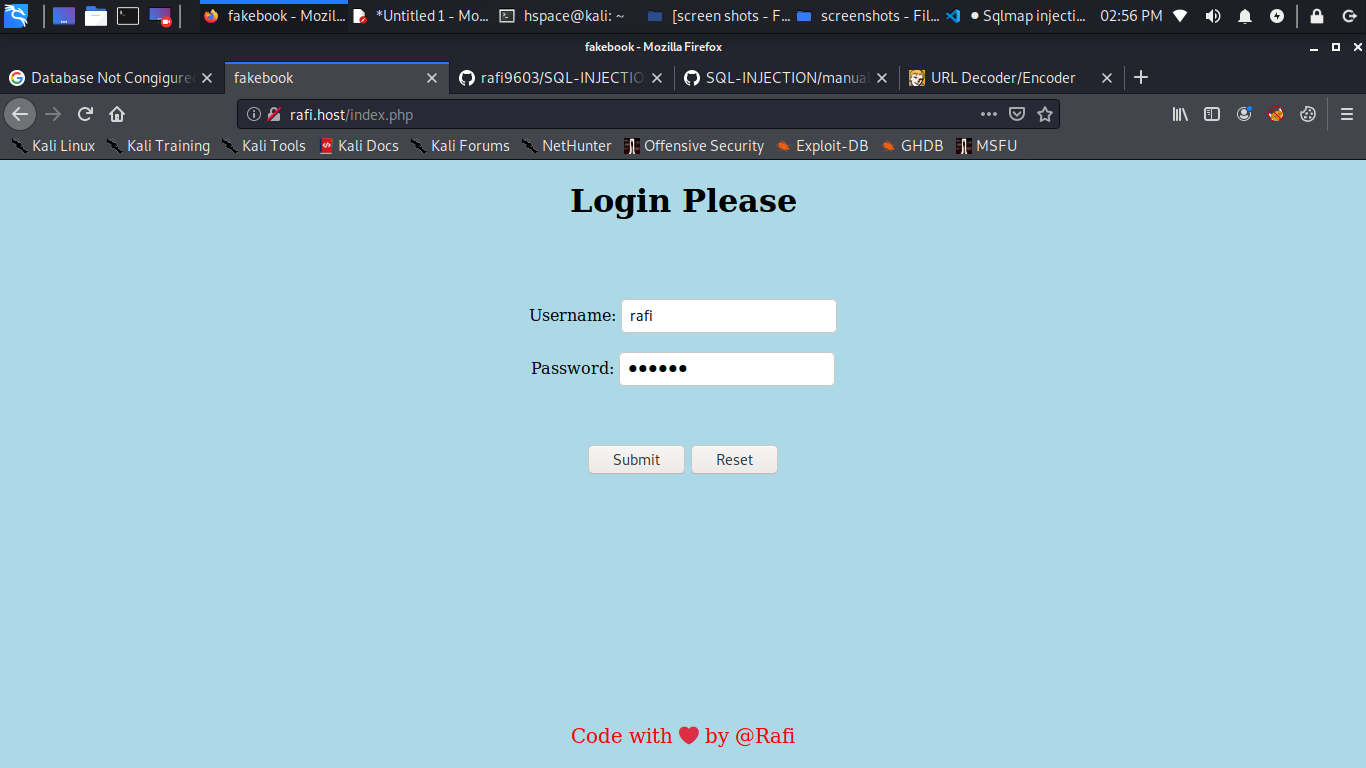 fakebook - Mozil... *Untitled 1 - Mo... hspace@kali: ~ [screen shots - F... screenshots - Fil... Sqlmap injecti... 02:56 PM
fakebook - Mozilla Firefox
Database Not Congigure fakebook rafi9603/SQL-INJECTIO SQL-INJECTION/manua URL Decoder/Encoder
rafi.host/index.php
Kali Linux Kali Training Kali Tools Kali Docs Kali Forums NetHunter Offensive Security Exploit-DB GHDB MSFU
Login Please
Username: rafi
Password: ●●●●●●
Submit Reset
Code with ❤ by @Rafi